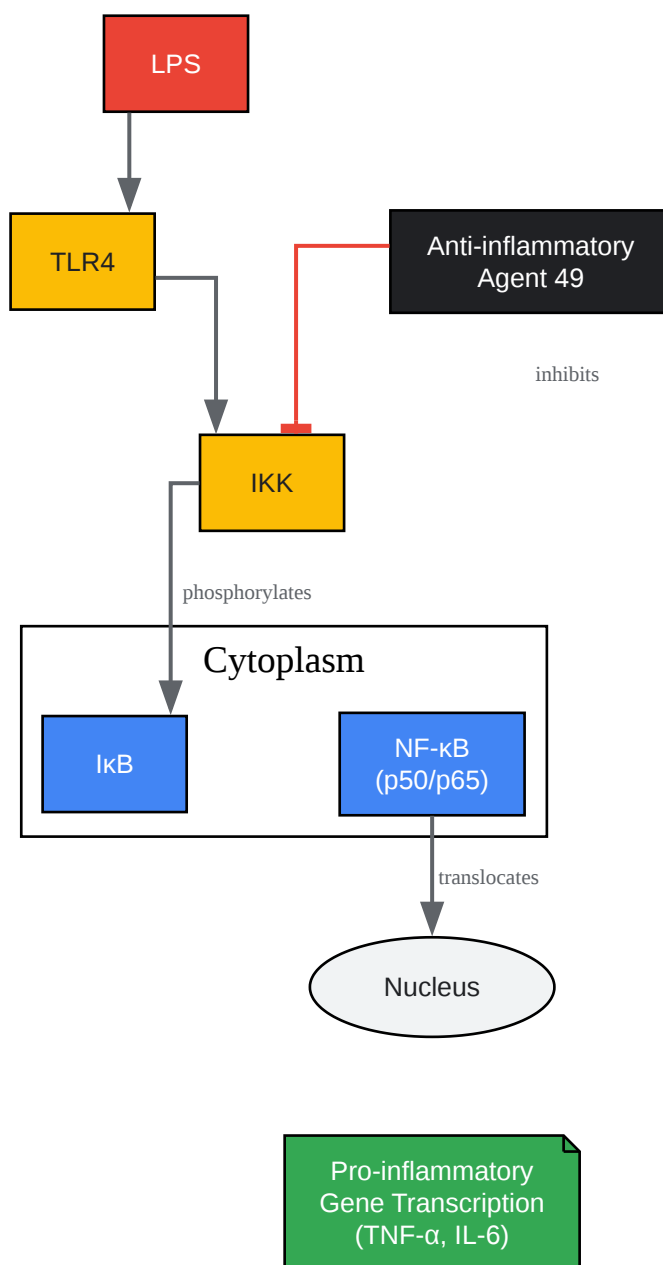 LPS
TLR4
Anti-inflammatory
Agent 49
inhibits
IKK
phosphorylates
Cytoplasm
IκB
NF-κB
(p50/p65)
translocates
Nucleus
Pro-inflammatory
Gene Transcription
(TNF-α, IL-6)